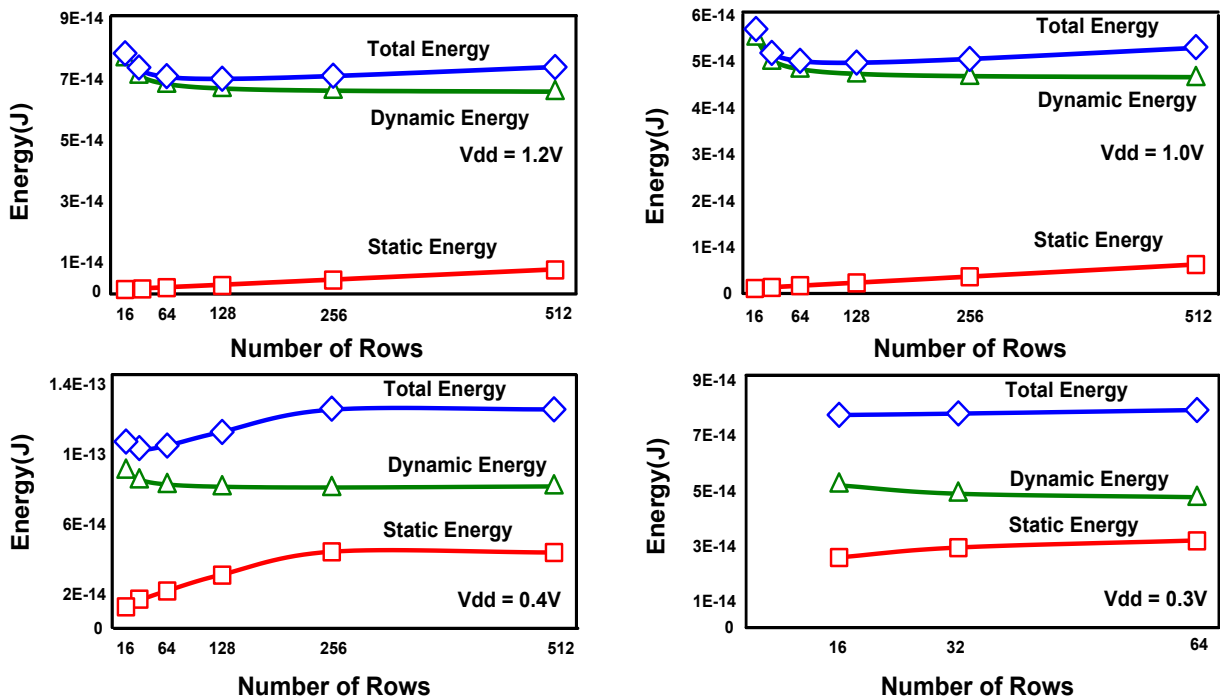 9E-14
7E-14
5E-14
3E-14
1E-14
0
Energy(J)
Total Energy
Dynamic Energy
Vdd = 1.2V
Static Energy
16 64 128 256 512
Number of Rows
6E-14
5E-14
4E-14
3E-14
2E-14
1E-14
0
Energy(J)
Total Energy
Dynamic Energy
Vdd = 1.0V
Static Energy
16 64 128 256 512
Number of Rows
1.4E-13
1E-13
6E-14
2E-14
0
Energy(J)
Total Energy
Dynamic Energy
Static Energy
Vdd = 0.4V
16 64 128 256 512
Number of Rows
9E-14
7E-14
5E-14
3E-14
1E-14
0
Energy(J)
Total Energy
Dynamic Energy
Static Energy
Vdd = 0.3V
16 32 64
Number of Rows